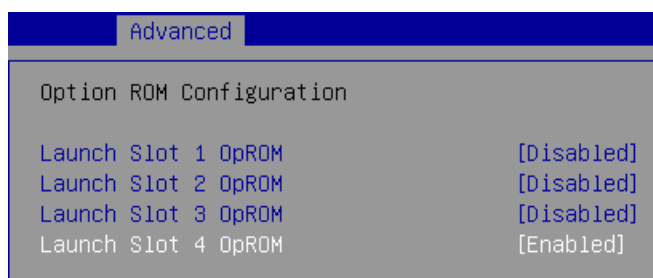 Advanced
Option ROM Configuration
Launch Slot 1 OpROM [Disabled]
Launch Slot 2 OpROM [Disabled]
Launch Slot 3 OpROM [Disabled]
Launch Slot 4 OpROM [Enabled]